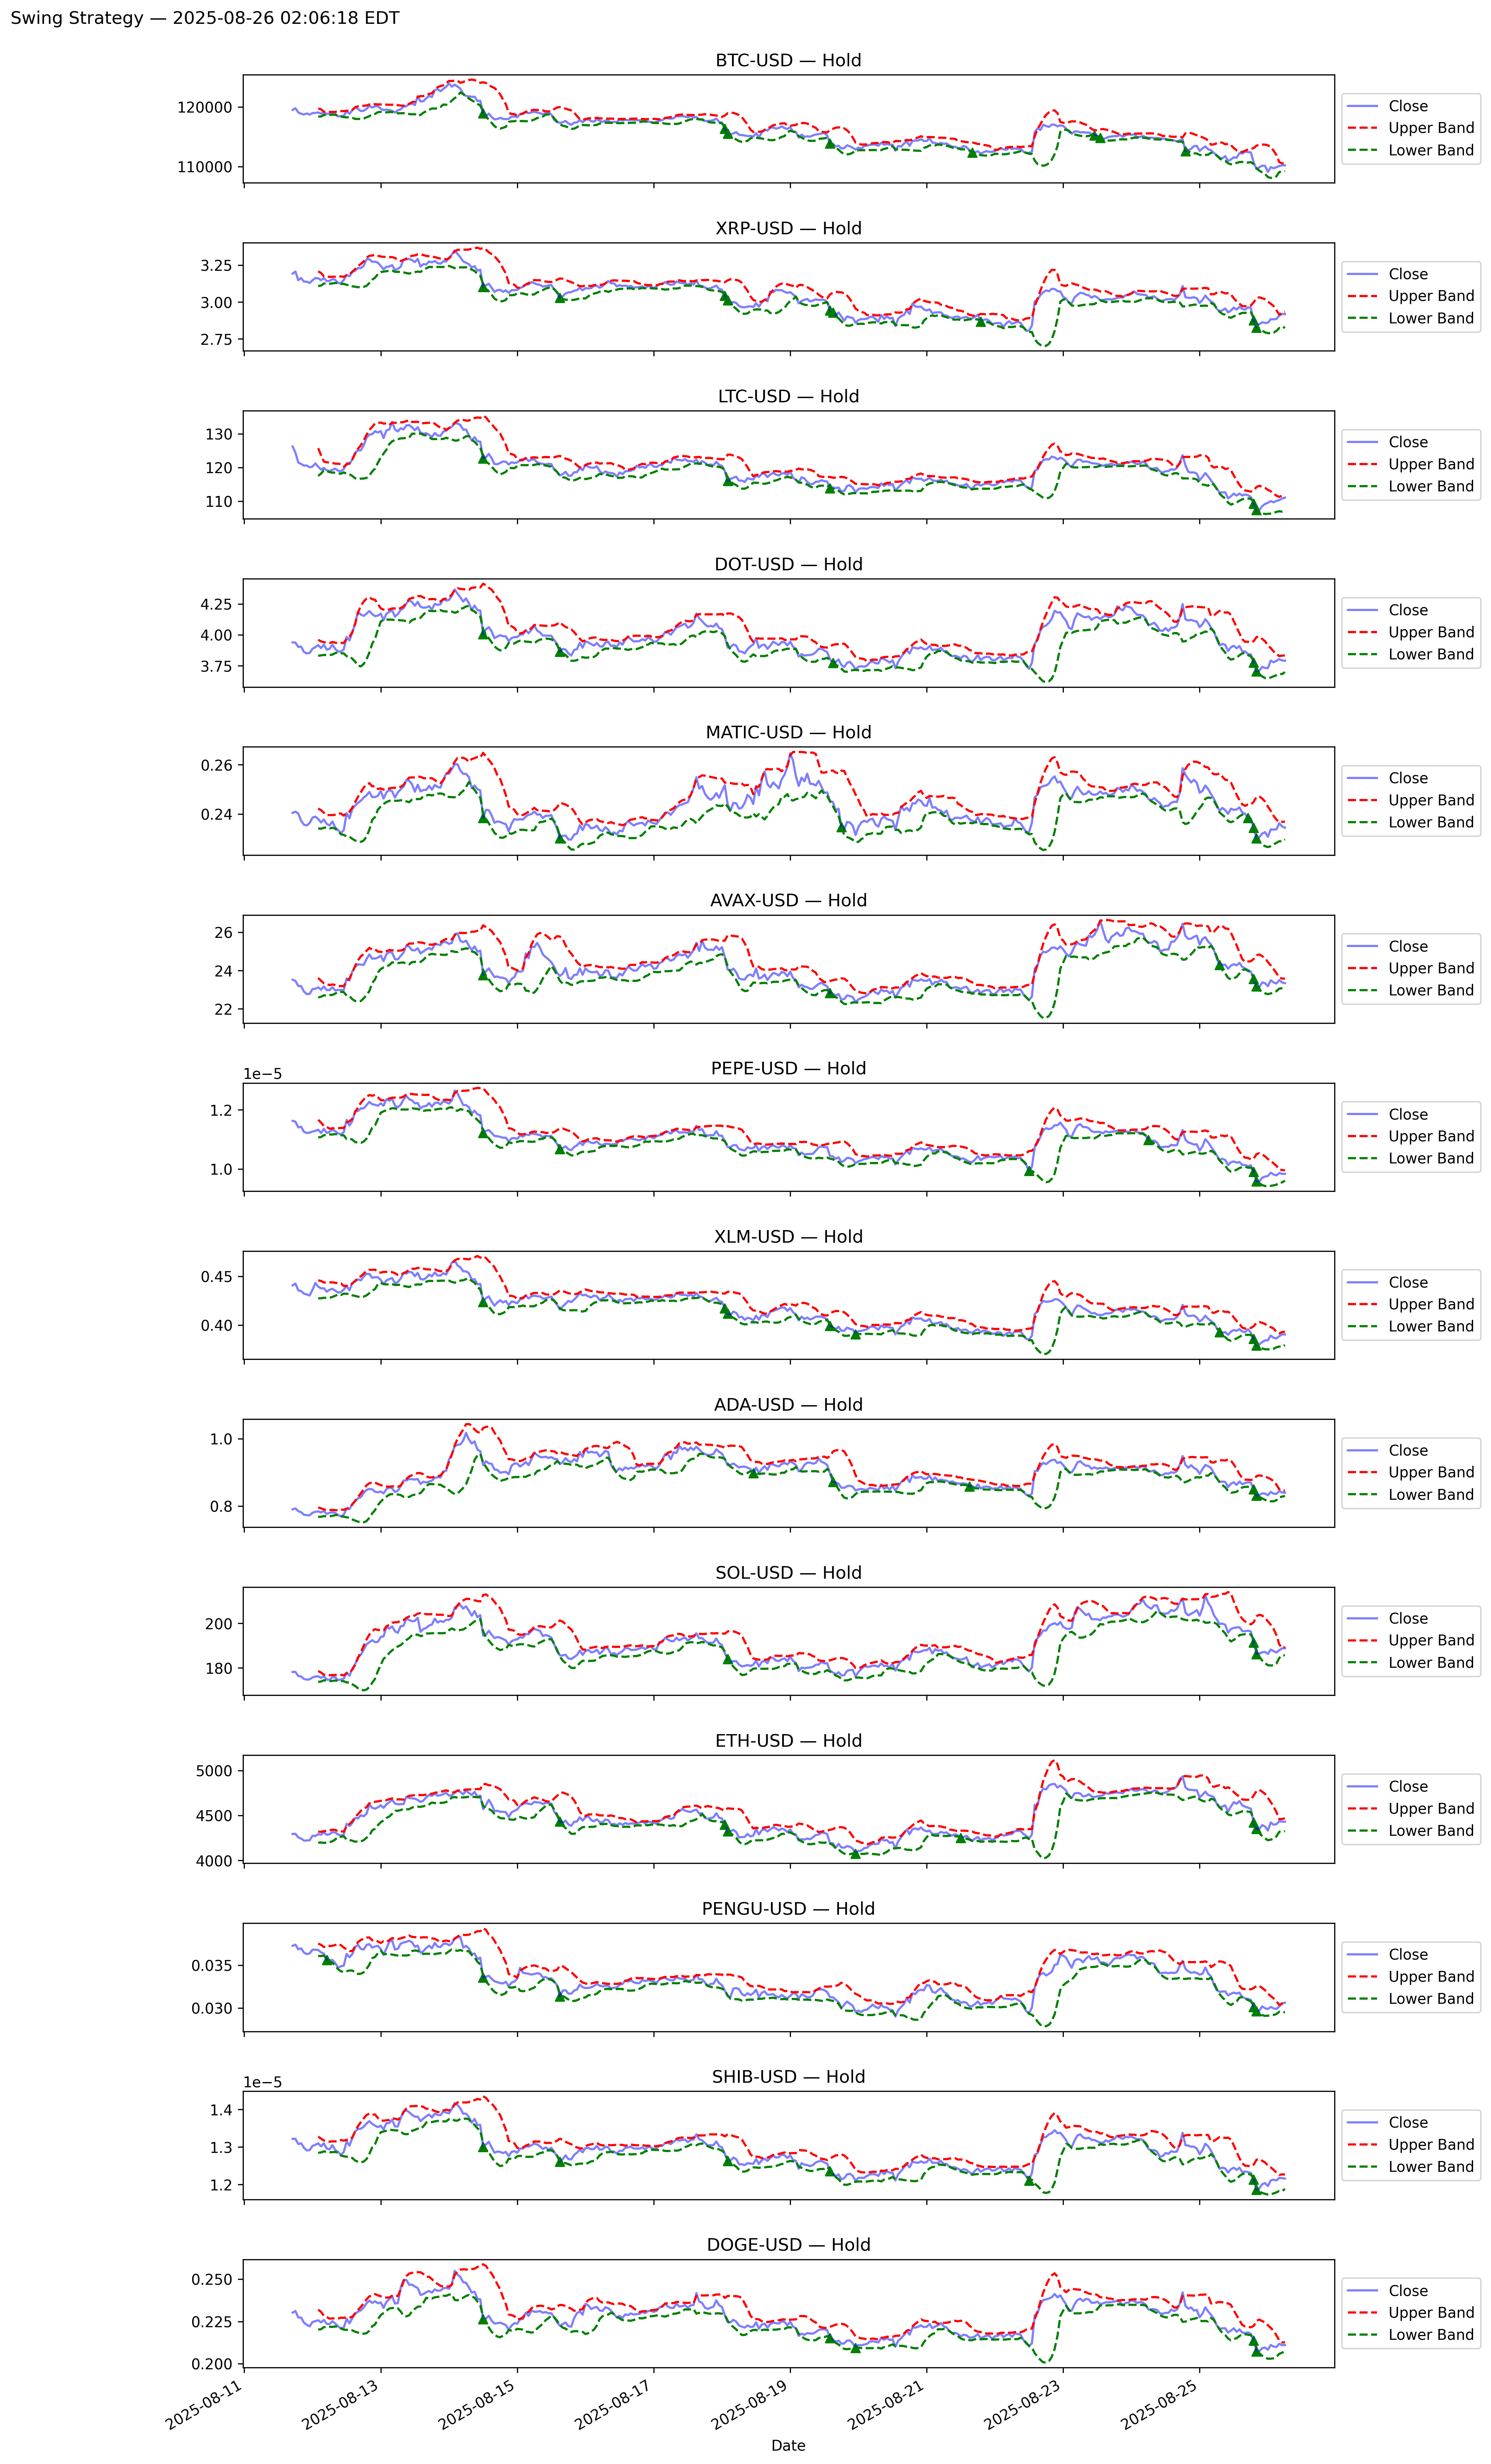 Swing Strategy — 2025-08-26 02:06:18 EDT
BTC-USD — Hold
120000
110000
Close
Upper Band
Lower Band
XRP-USD — Hold
3.25
3.00
2.75
Close
Upper Band
Lower Band
LTC-USD — Hold
130
120
110
Close
Upper Band
Lower Band
DOT-USD — Hold
4.25
4.00
3.75
Close
Upper Band
Lower Band
MATIC-USD — Hold
0.26
0.24
Close
Upper Band
Lower Band
AVAX-USD — Hold
26
24
22
Close
Upper Band
Lower Band
PEPE-USD — Hold
1e−5
1.2
1.0
Close
Upper Band
Lower Band
XLM-USD — Hold
0.45
0.40
Close
Upper Band
Lower Band
ADA-USD — Hold
1.0
0.8
Close
Upper Band
Lower Band
SOL-USD — Hold
200
180
Close
Upper Band
Lower Band
ETH-USD — Hold
5000
4500
4000
Close
Upper Band
Lower Band
PENGU-USD — Hold
0.035
0.030
Close
Upper Band
Lower Band
SHIB-USD — Hold
1e−5
1.4
1.3
1.2
Close
Upper Band
Lower Band
DOGE-USD — Hold
0.250
0.225
0.200
Close
Upper Band
Lower Band
2025-08-11
2025-08-13
2025-08-15
2025-08-17
2025-08-19
2025-08-21
2025-08-23
2025-08-25
Date